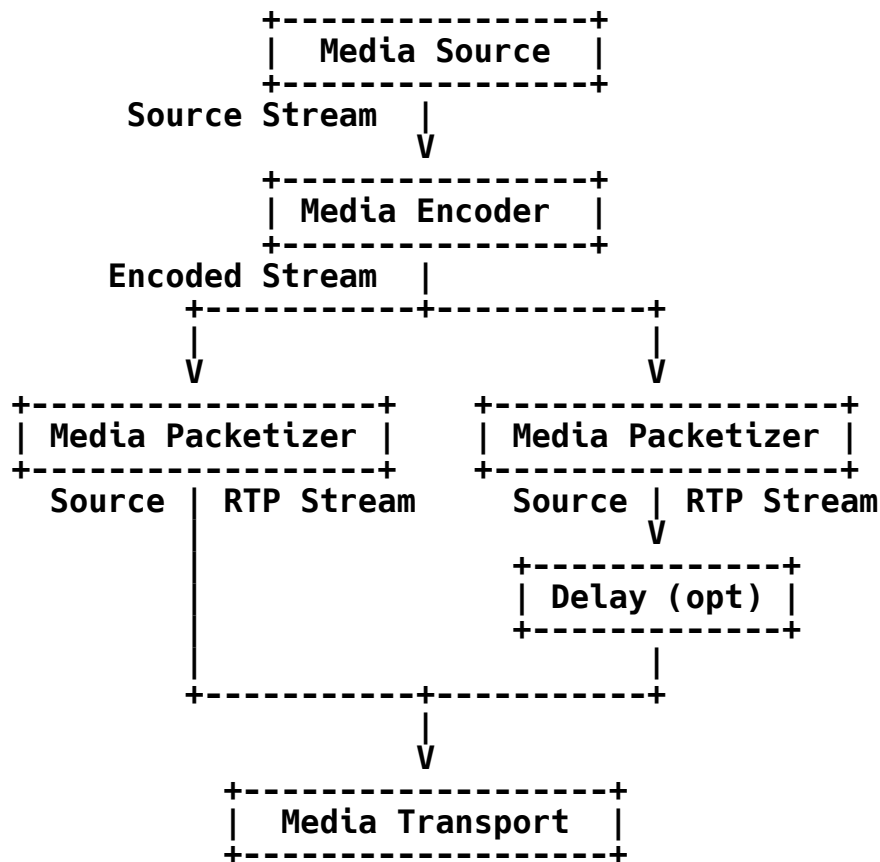 Media Source
Source Stream
Media Encoder
Encoded Stream
Media Packetizer Media Packetizer
Source RTP Stream Source RTP Stream
Delay (opt)
Media Transport